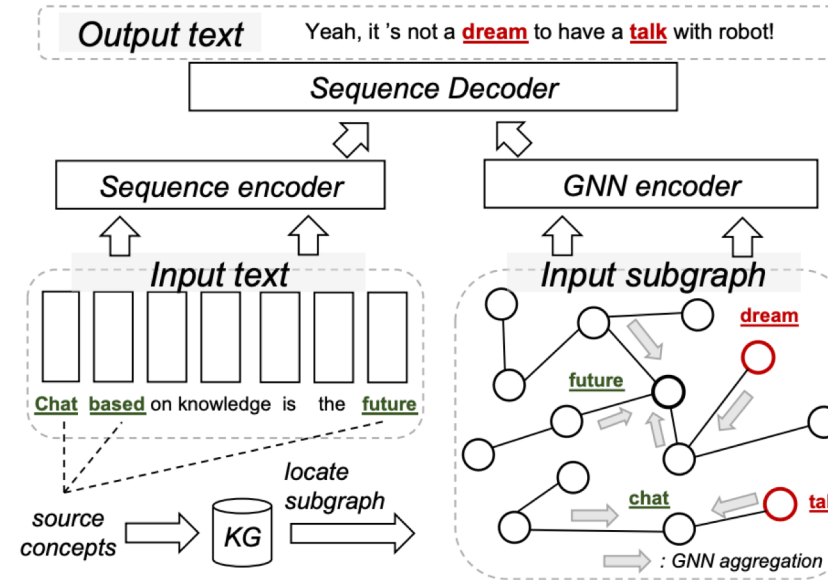 Output text Yeah, it 's not a dream to have a talk with robot!
Sequence Decoder
Sequence encoder
GNN encoder
Input text
Input subgraph
dream
future
Chat based on knowledge is the future
locate
subgraph
source
concepts
KG
chat
: GNN aggregation